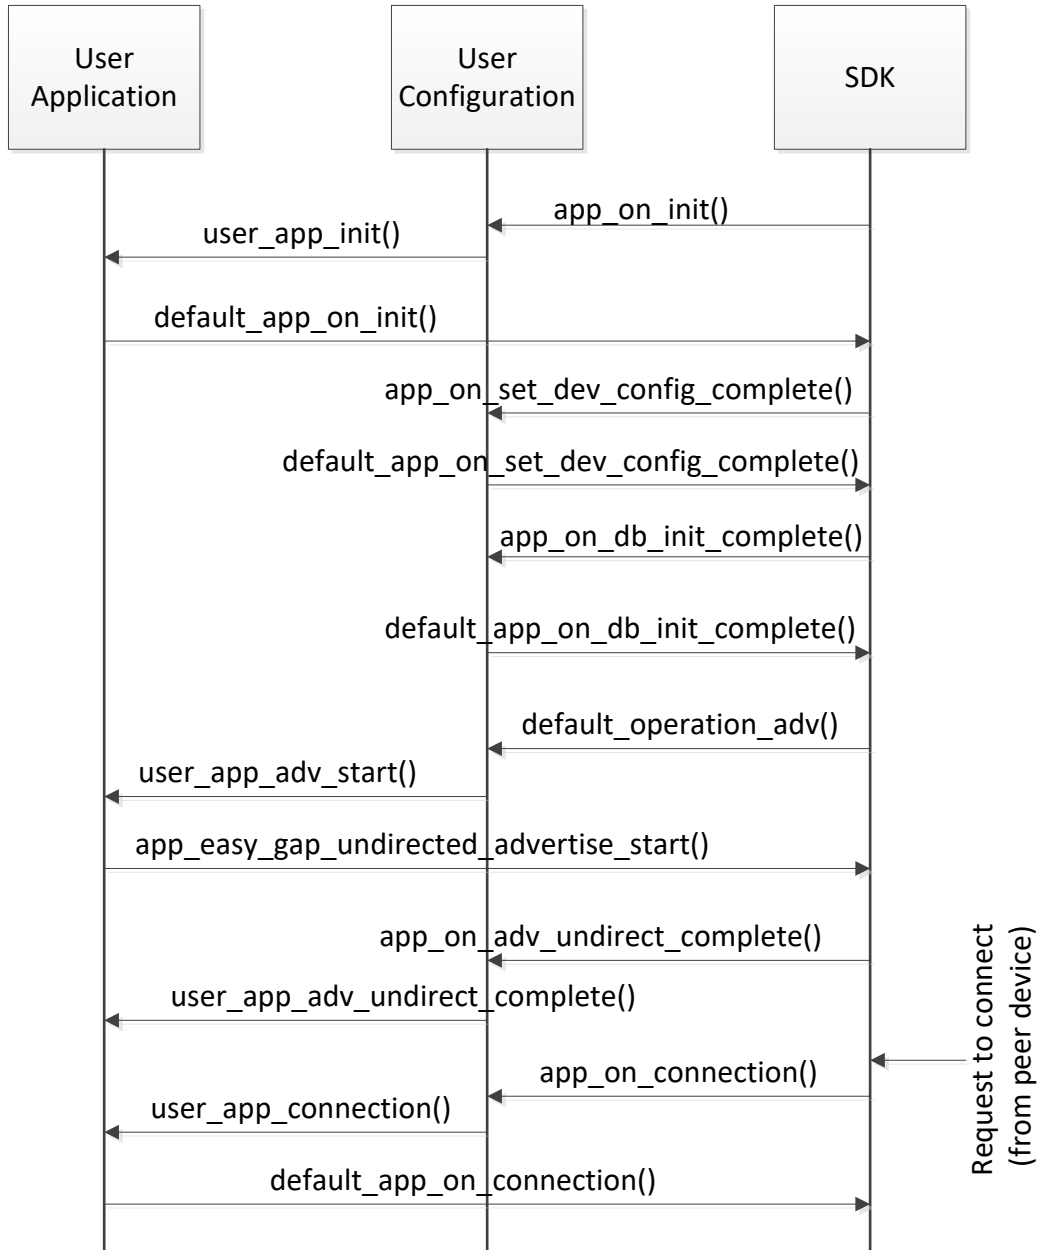 User
Application
User
Configuration
SDK
app_on_init()
user_app_init()
default_app_on_init()
app_on_set_dev_config_complete()
default_app_on_set_dev_config_complete()
app_on_db_init_complete()
default_app_on_db_init_complete()
default_operation_adv()
user_app_adv_start()
app_easy_gap_undirected_advertise_start()
app_on_adv_undirect_complete()
user_app_adv_undirect_complete()
Request to connect
(from peer device)
app_on_connection()
user_app_connection()
default_app_on_connection()